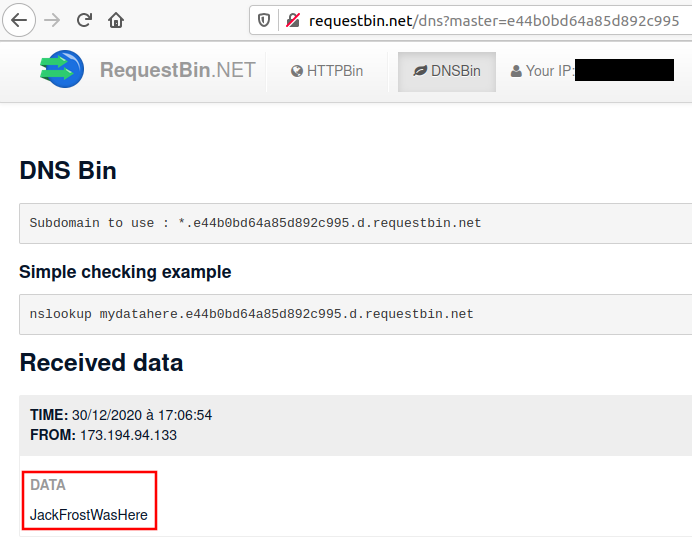 requestbin.net/dns?master=e44b0bd64a85d892c995
RequestBin.NET HTTPBin DNSBin Your IP:
DNS Bin
Subdomain to use : *.e44b0bd64a85d892c995.d.requestbin.net
Simple checking example
nslookup mydatahere.e44b0bd64a85d892c995.d.requestbin.net
Received data
TIME: 30/12/2020 à 17:06:54
FROM: 173.194.94.133
DATA
JackFrostWasHere